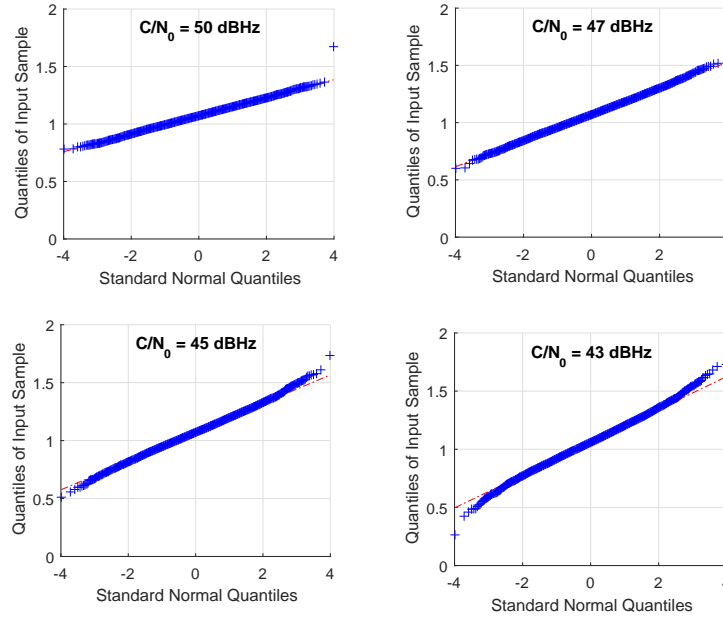 C/N0 = 50 dBHz
2
1.5
1
0.5
0
-4 -2 0 2 4
Standard Normal Quantiles
Quantiles of Input Sample
C/N0 = 47 dBHz
2
1.5
1
0.5
0
-4 -2 0 2 4
Standard Normal Quantiles
Quantiles of Input Sample
C/N0 = 45 dBHz
2
1.5
1
0.5
0
-4 -2 0 2 4
Standard Normal Quantiles
Quantiles of Input Sample
C/N0 = 43 dBHz
2
1.5
1
0.5
0
-4 -2 0 2 4
Standard Normal Quantiles
Quantiles of Input Sample